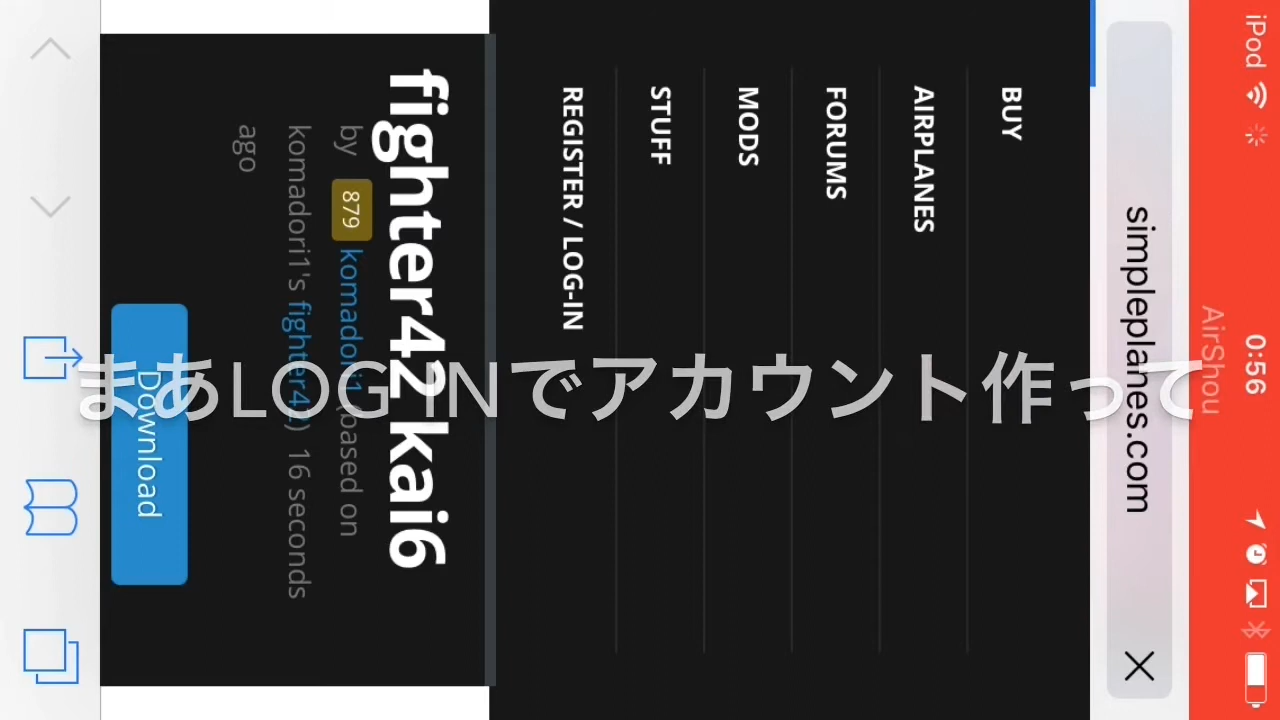 iPod 0:56
AirShou
simpleplanes.com
BUY
AIRPLANES
FORUMS
MODS
STUFF
REGISTER / LOG-IN
fighter42 kai6
by 879 komadori1 (based on
komadori1's fighter42) 16 seconds
ago
Download
まあLOG INでアカウント作って